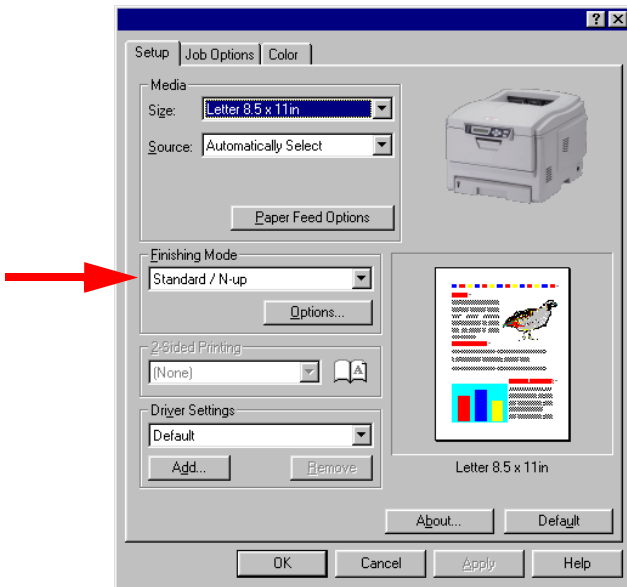 Setup
Job Options
Color
Media
Size:
Letter 8.5 x 11in
Source:
Automatically Select
Paper Feed Options
Finishing Mode
Standard / N-up
Options...
2-Sided Printing
(None)
A
Driver Settings
Default
Add...
Remove
Letter 8.5 x 11in
About...
Default
OK
Cancel
Apply
Help